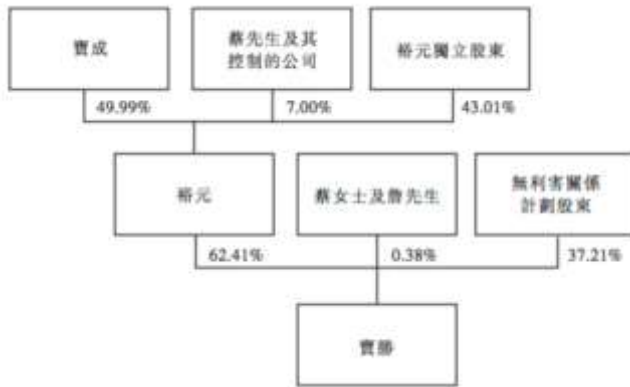 寶成
蔡先生及其
控制的公司
裕元獨立股東
49.99%
7.00%
43.01%
裕元
蔡女士及詹先生
無利害關係
計劃股東
62.41%
0.38%
37.21%
寶勝